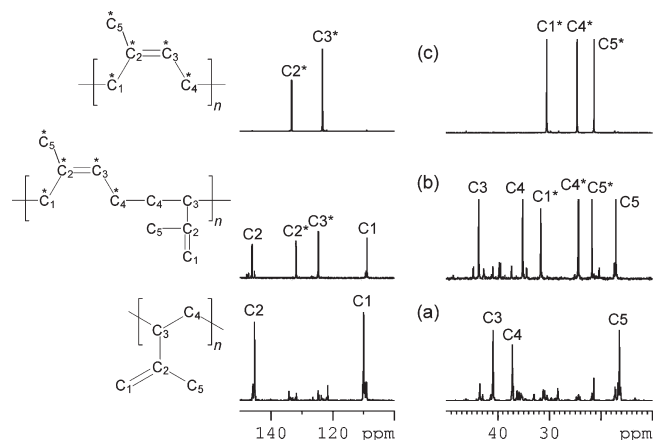 *
C5
* *
C2 C3
* *
C1 C4 n
C2*
C3*
(c)
C1* C4*
C5*
*
C5
* *
C2 C3
* *
C1 C4 C4 C3 n
C5 C2
C1
C2 C2* C3* C1
(b)
C3 C4 C1* C4* C5* C5
C4
C3 n
C2
C1 C5
C2 C1
(a)
C3 C4 C5
140 120 ppm
40 30 ppm